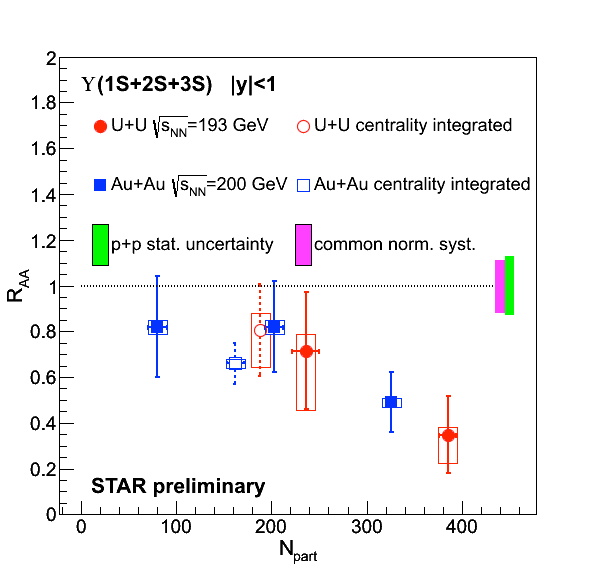 Υ(1S+2S+3S) |y|<1
U+U √sNN=193 GeV U+U centrality integrated
Au+Au √sNN=200 GeV Au+Au centrality integrated
p+p stat. uncertainty common norm. syst.
STAR preliminary
RAA
2
1.8
1.6
1.4
1.2
1
0.8
0.6
0.4
0.2
0
0 100 200 300 400
Npart